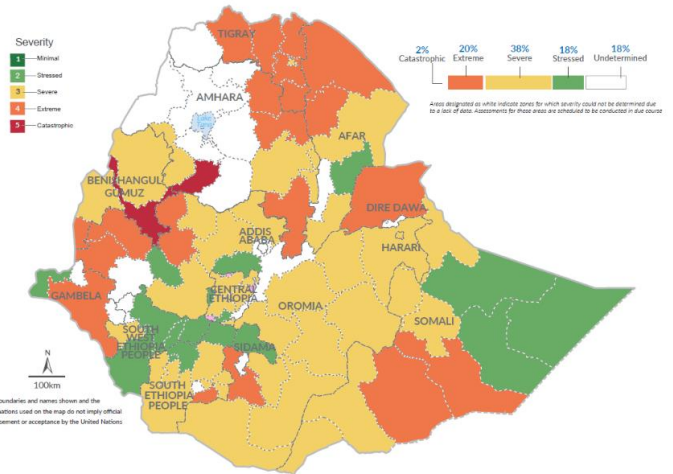 Severity
1 Minimal
2 Stressed
3 Severe
4 Extreme
5 Catastrophic
2% 20% 38% 18% 18%
Catastrophic Extreme Severe Stressed Undetermined
Areas designated as white indicate zones for which severity could not be determined due
to a lack of data. Assessments for these areas are scheduled to be conducted in due course
TIGRAY
AMHARA
AFAR
BENISHANGUL
GUMUZ
DIRE DAWA
ADDIS
ABABA
HARARI
CENTRAL
ETHIOPIA
GAMBELA
OROMIA
SOMALI
SOUTH
WEST
ETHIOPIA
PEOPLE
SIDAMA
SOUTH
ETHIOPIA
PEOPLE
N
100km
oundaries and names shown and the
nations used on the map do not imply official
sement or acceptance by the United Nations